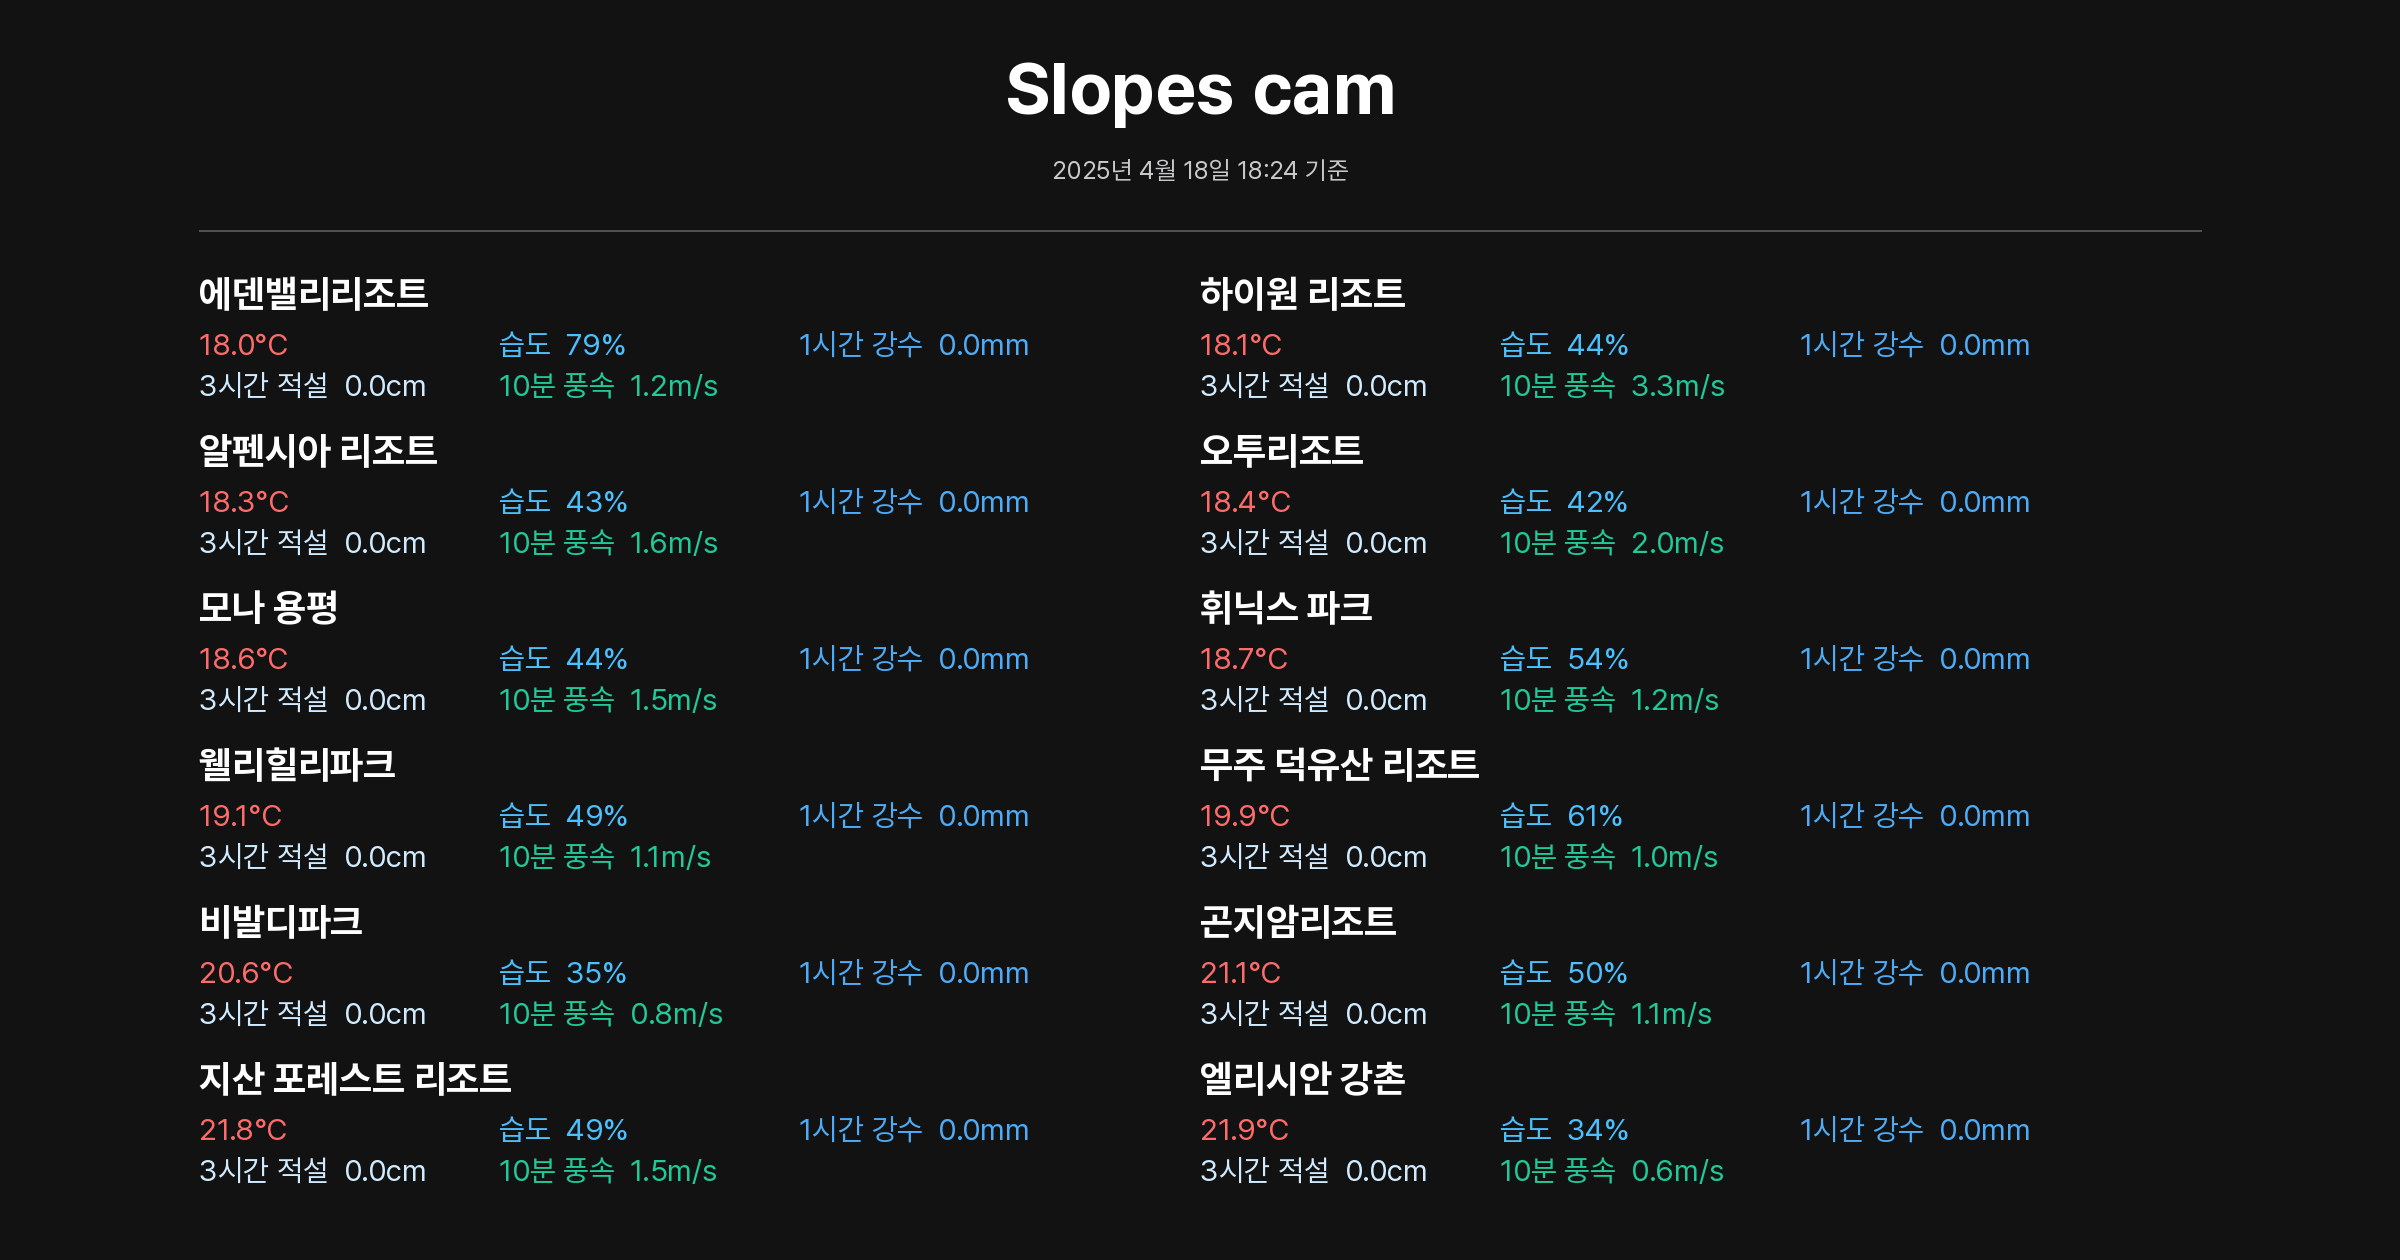 Slopes cam
2025년 4월 18일 18:24 기준
에덴밸리리조트
18.0°C 습도 79% 1시간 강수 0.0mm
3시간 적설 0.0cm 10분 풍속 1.2m/s
하이원 리조트
18.1°C 습도 44% 1시간 강수 0.0mm
3시간 적설 0.0cm 10분 풍속 3.3m/s
알펜시아 리조트
18.3°C 습도 43% 1시간 강수 0.0mm
3시간 적설 0.0cm 10분 풍속 1.6m/s
오투리조트
18.4°C 습도 42% 1시간 강수 0.0mm
3시간 적설 0.0cm 10분 풍속 2.0m/s
모나 용평
18.6°C 습도 44% 1시간 강수 0.0mm
3시간 적설 0.0cm 10분 풍속 1.5m/s
휘닉스 파크
18.7°C 습도 54% 1시간 강수 0.0mm
3시간 적설 0.0cm 10분 풍속 1.2m/s
웰리힐리파크
19.1°C 습도 49% 1시간 강수 0.0mm
3시간 적설 0.0cm 10분 풍속 1.1m/s
무주 덕유산 리조트
19.9°C 습도 61% 1시간 강수 0.0mm
3시간 적설 0.0cm 10분 풍속 1.0m/s
비발디파크
20.6°C 습도 35% 1시간 강수 0.0mm
3시간 적설 0.0cm 10분 풍속 0.8m/s
곤지암리조트
21.1°C 습도 50% 1시간 강수 0.0mm
3시간 적설 0.0cm 10분 풍속 1.1m/s
지산 포레스트 리조트
21.8°C 습도 49% 1시간 강수 0.0mm
3시간 적설 0.0cm 10분 풍속 1.5m/s
엘리시안 강촌
21.9°C 습도 34% 1시간 강수 0.0mm
3시간 적설 0.0cm 10분 풍속 0.6m/s